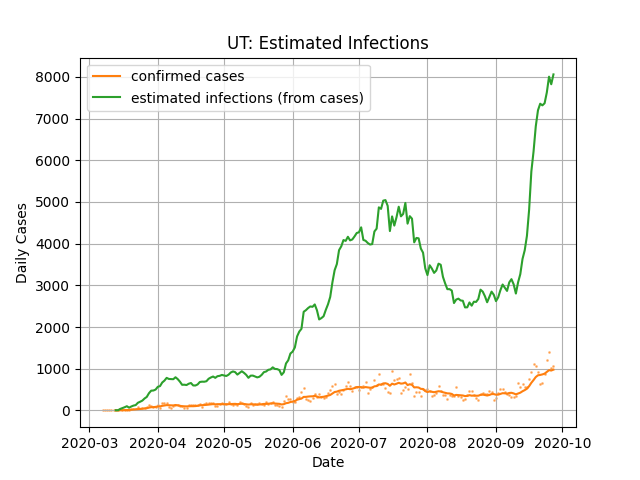 UT: Estimated Infections
confirmed cases
estimated infections (from cases)
8000
7000
6000
5000
4000
3000
2000
1000
0
Daily Cases
2020-03 2020-04 2020-05 2020-06 2020-07 2020-08 2020-09 2020-10
Date